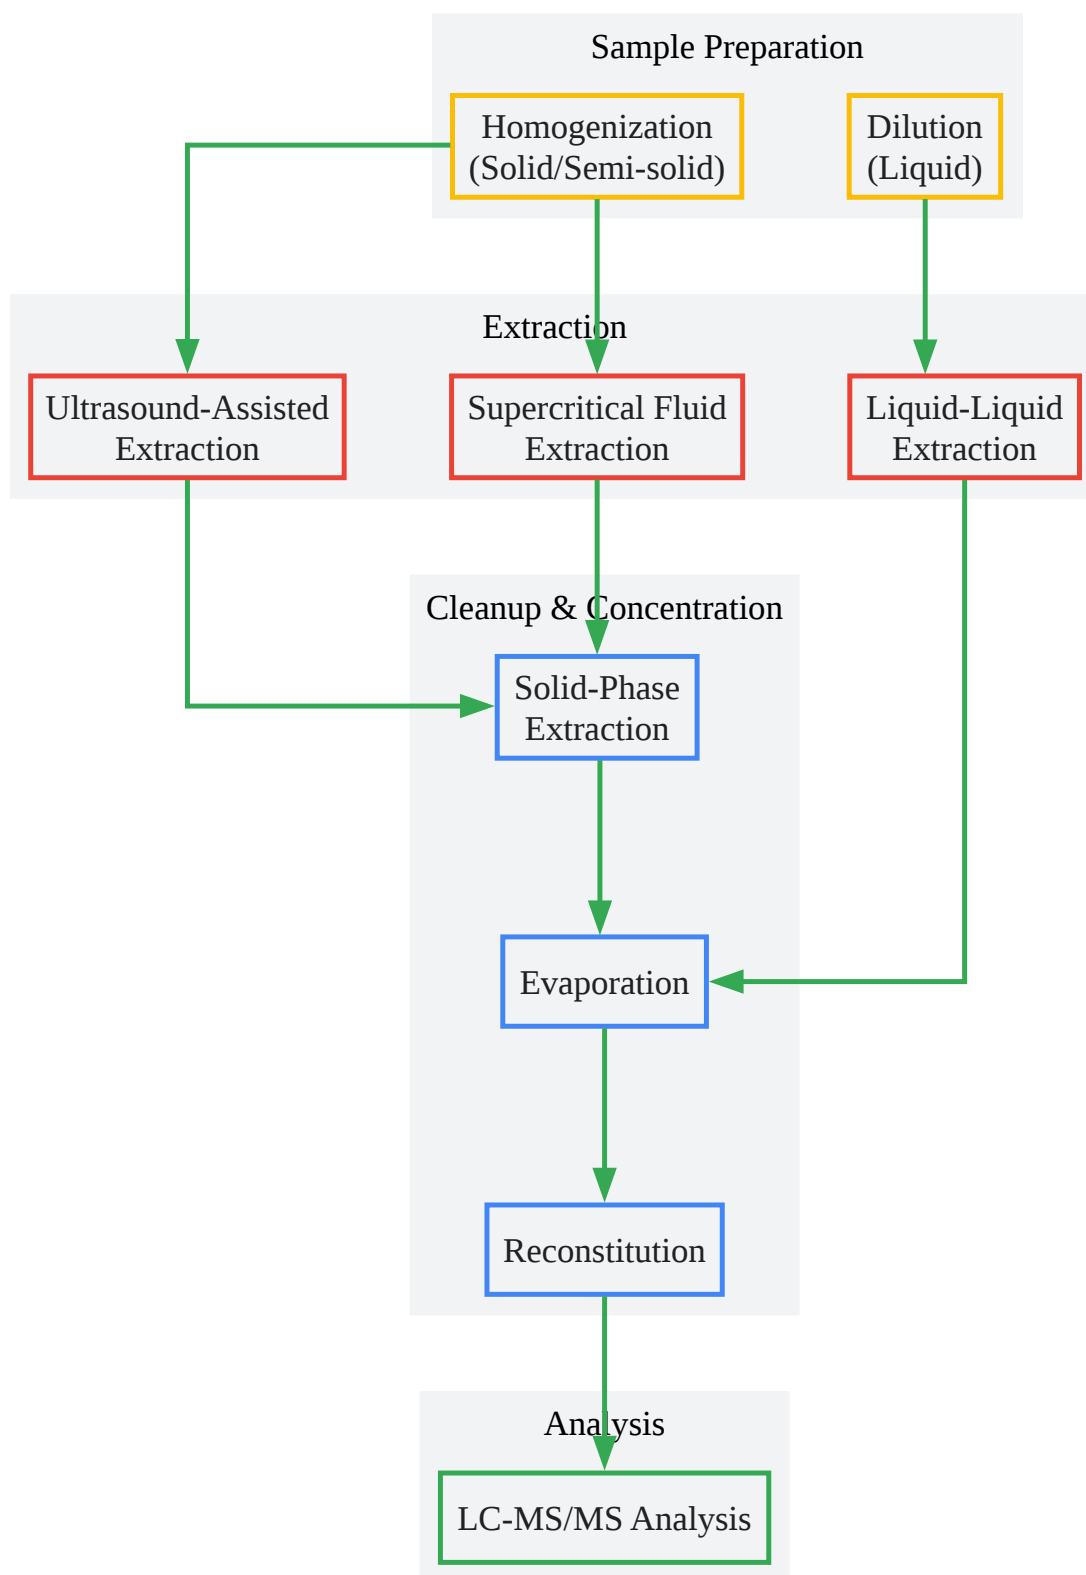 Sample Preparation
Homogenization
(Solid/Semi-solid)
Dilution
(Liquid)
Extraction
Ultrasound-Assisted
Extraction
Supercritical Fluid
Extraction
Liquid-Liquid
Extraction
Cleanup & Concentration
Solid-Phase
Extraction
Evaporation
Reconstitution
Analysis
LC-MS/MS Analysis